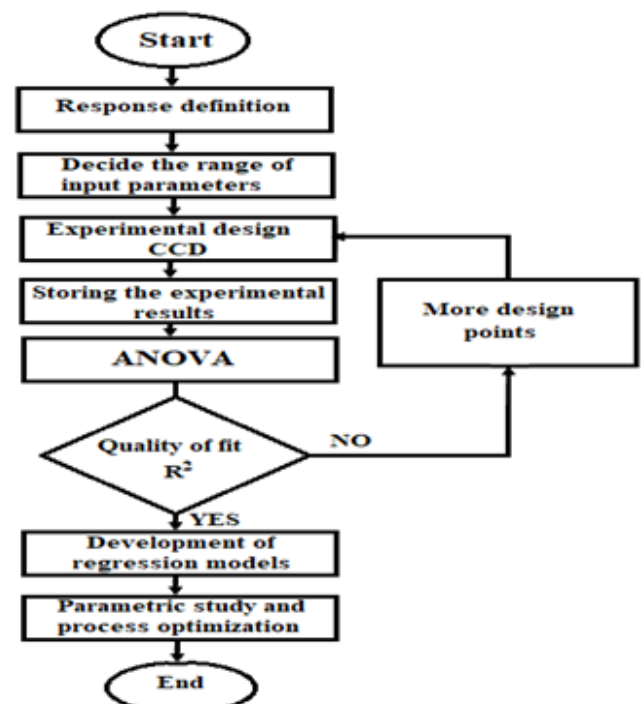 Start
Response definition
Decide the range of
input parameters
Experimental design
CCD
Storing the experimental
results
More design
points
ANOVA
Quality of fit
R²
NO
YES
Development of
regression models
Parametric study and
process optimization
End